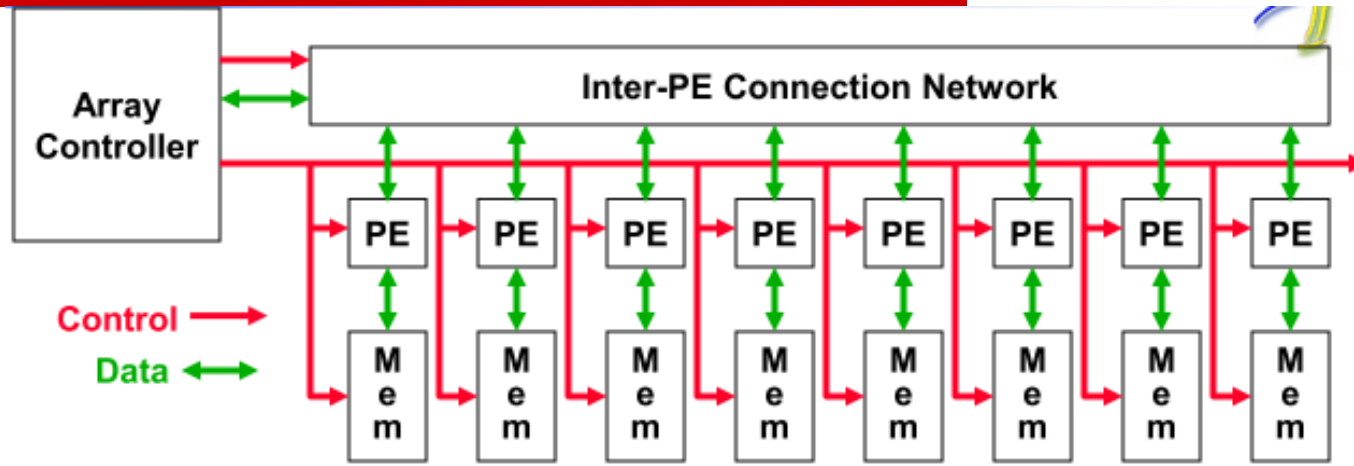 Array
Controller
Inter-PE Connection Network
PE PE PE PE PE PE PE PE
Control
Data
M M M M M M M M
e e e e e e e e
m m m m m m m m